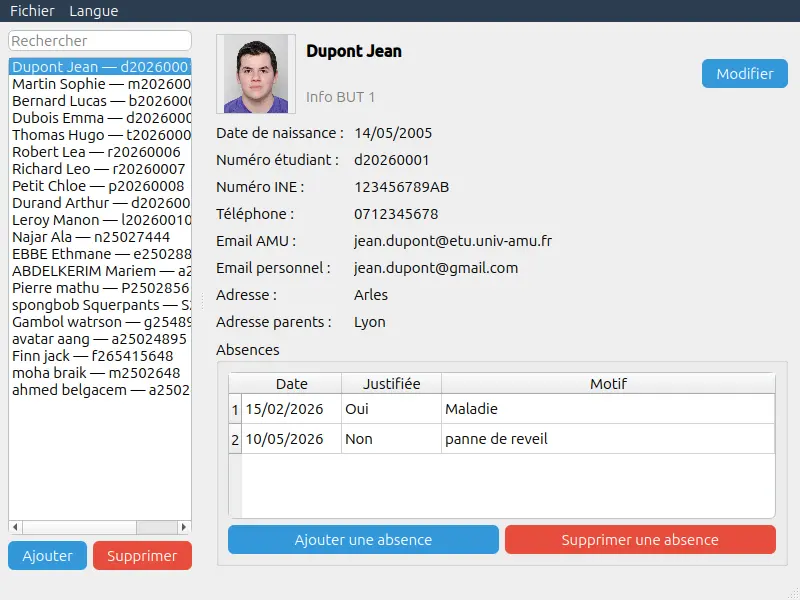 Fichier Langue
Rechercher
Dupont Jean — d2026000
Martin Sophie — m202600
Bernard Lucas — b2026000
Dubois Emma — d202600
Thomas Hugo — t2026000
Robert Lea — r20260006
Richard Leo — r20260007
Petit Chloe — p20260008
Durand Arthur — d202600
Leroy Manon — l20260010
Najar Ala — n25027444
EBBE Ethmane — e250288
ABDELKERIM Mariem — a2
Pierre mathu — P2502856
spongbob Squerpants — S
Gambol watrson — g25489
avatar aang — a25024895
Finn jack — f265415648
moha braik — m2502648
ahmed belgacem — a2502
Ajouter Supprimer
Dupont Jean
Info BUT 1
Modifier
Date de naissance : 14/05/2005
Numéro étudiant : d20260001
Numéro INE : 123456789AB
Téléphone : 0712345678
Email AMU : jean.dupont@etu.univ-amu.fr
Email personnel : jean.dupont@gmail.com
Adresse : Arles
Adresse parents : Lyon
Absences
Date Justifiée Motif
1 15/02/2026 Oui Maladie
2 10/05/2026 Non panne de reveil
Ajouter une absence Supprimer une absence